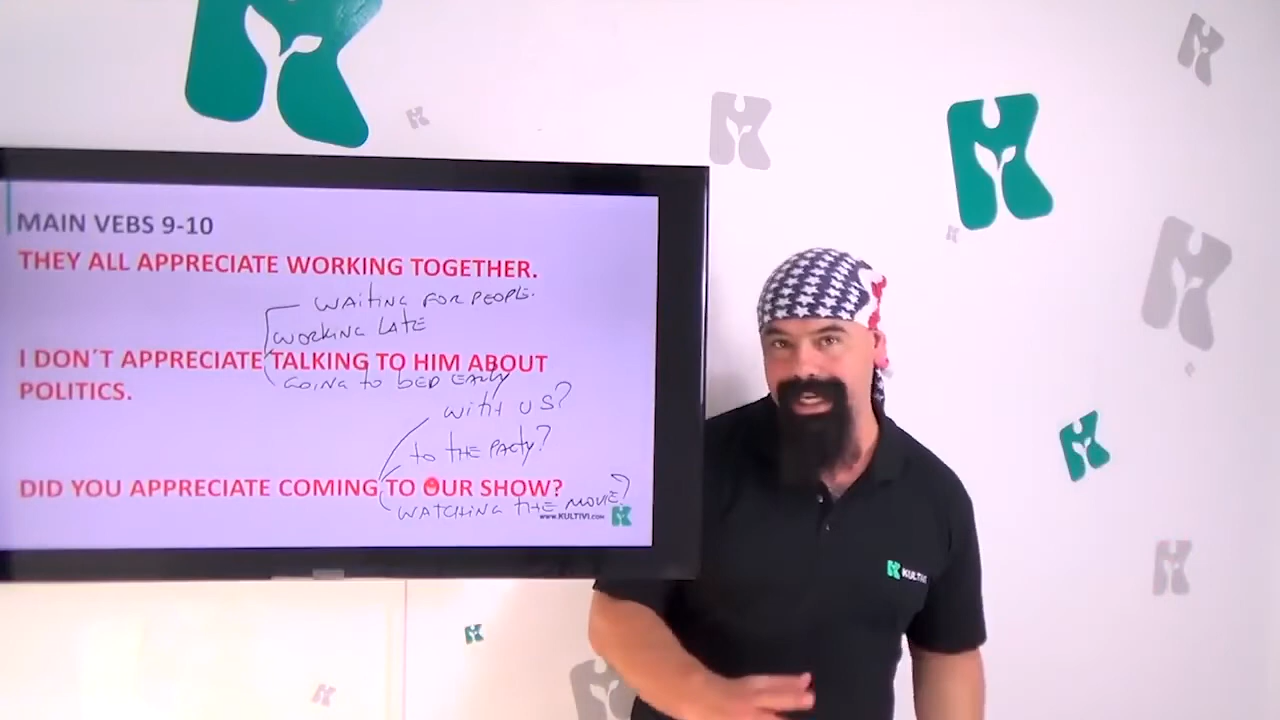 MAIN VEBS 9-10
THEY ALL APPRECIATE WORKING TOGETHER.
WAITING FOR PEOPLE.
WORKING LATE
I DON´T APPRECIATE TALKING TO HIM ABOUT
POLITICS.
GOING TO BED EARLY
WITH US?
TO THE PARTY?
DID YOU APPRECIATE COMING TO OUR SHOW?
WATCHING THE MOVIE?
WWW.KULTIVI.COM
KULTIVI